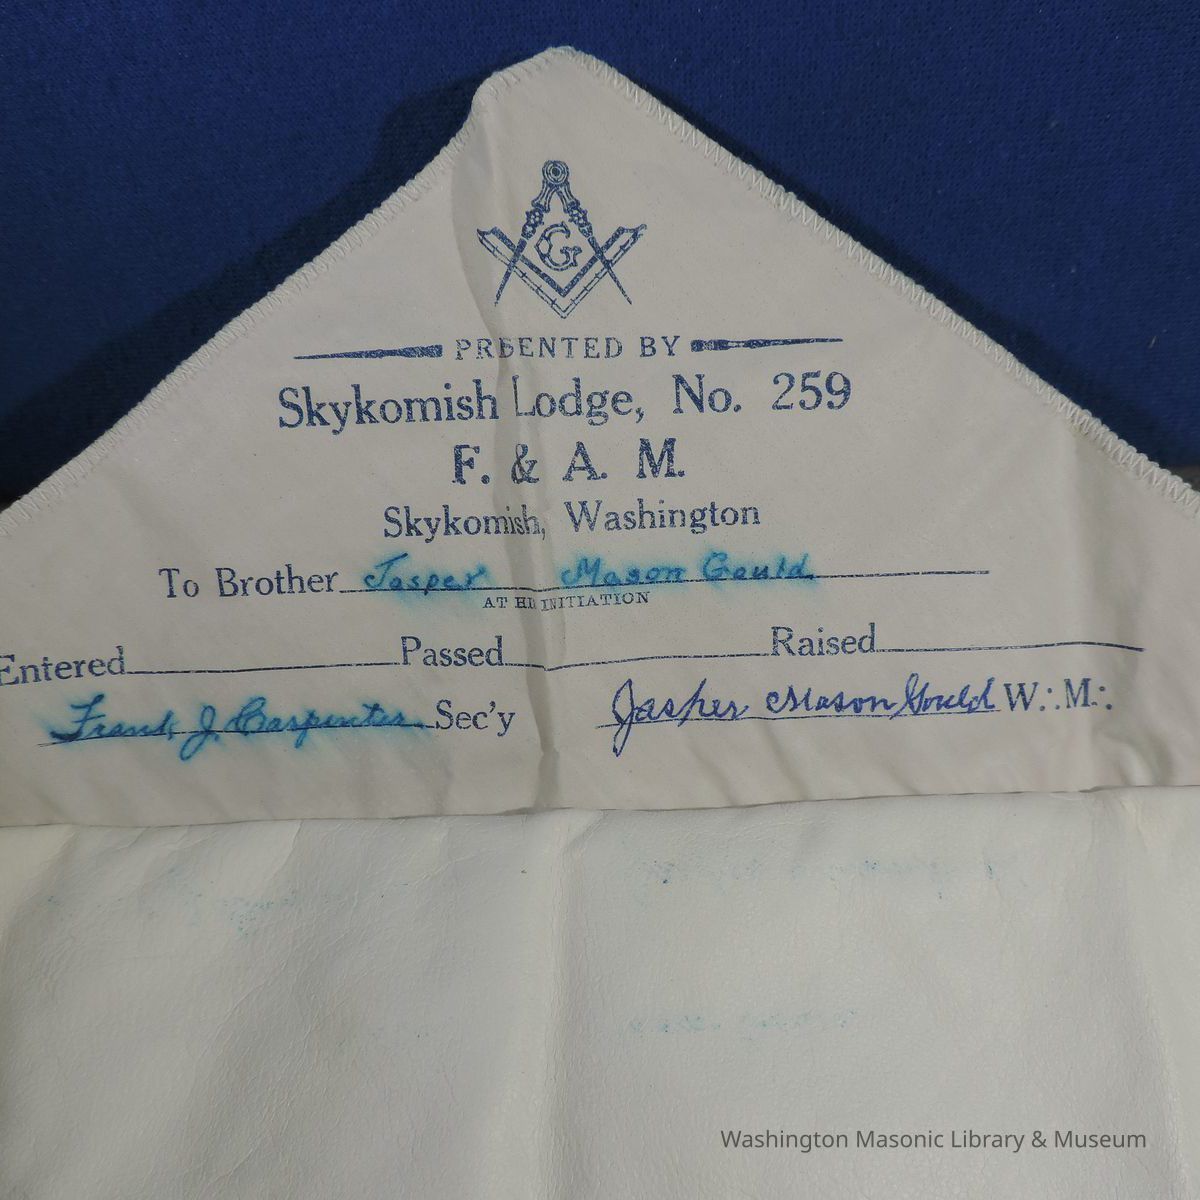 G
PRESENTED BY
Skykomish Lodge, No. 259
F. & A. M.
Skykomish, Washington
To Brother Jasper Mason Gould
AT HIS INITIATION
Entered Passed Raised
Frank J. Carpenter Sec'y Jasper Mason Gould W∴M∴
Washington Masonic Library & Museum